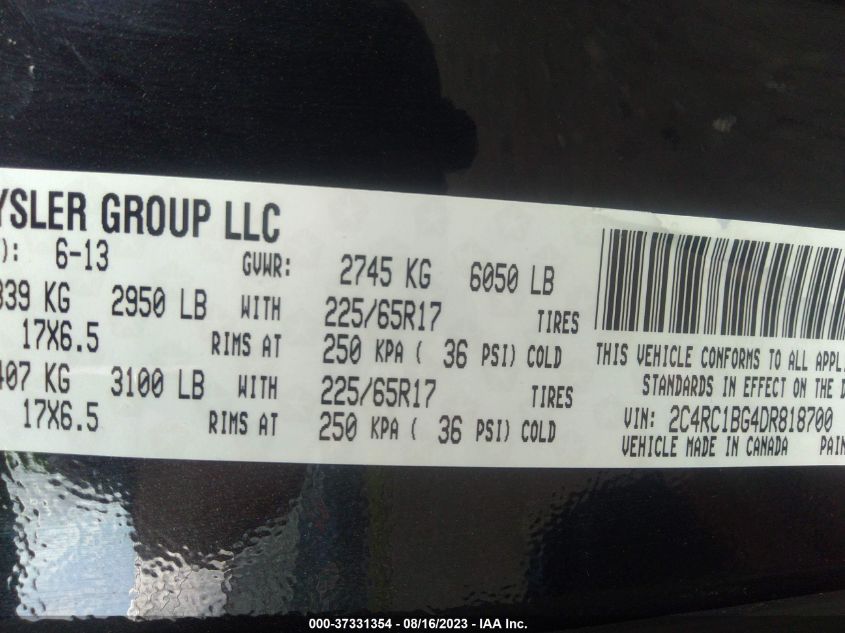 YSLER GROUP LLC
): 6-13 GVWR: 2745 KG 6050 LB
339 KG 2950 LB WITH 225/65R17 TIRES
17X6.5 RIMS AT 250 KPA ( 36 PSI) COLD
407 KG 3100 LB WITH 225/65R17 TIRES
17X6.5 RIMS AT 250 KPA ( 36 PSI) COLD
THIS VEHICLE CONFORMS TO ALL APPLI
STANDARDS IN EFFECT ON THE D
VIN: 2C4RC1BG4DR818700
VEHICLE MADE IN CANADA PAIN
000-37331354 - 08/16/2023 - IAA Inc.